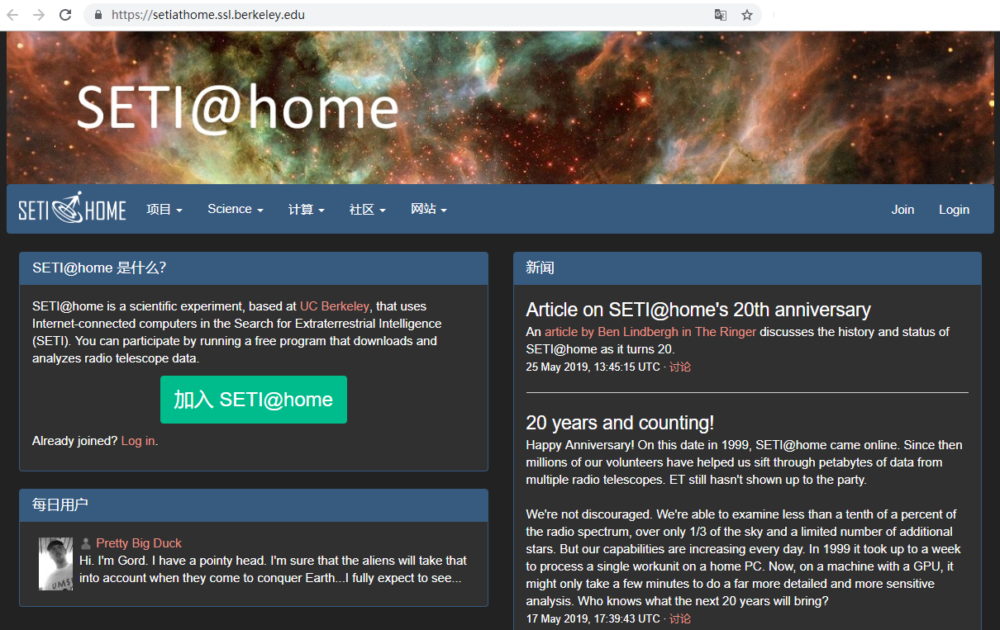 https://setiathome.ssl.berkeley.edu
SETI@home
SETI HOME
项目
Science
计算
社区
网站
Join
Login
SETI@home 是什么?
SETI@home is a scientific experiment, based at UC Berkeley, that uses
Internet-connected computers in the Search for Extraterrestrial Intelligence
(SETI). You can participate by running a free program that downloads and
analyzes radio telescope data.
加入 SETI@home
Already joined? Log in.
每日用户
Pretty Big Duck
Hi. I'm Gord. I have a pointy head. I'm sure that the aliens will take that
into account when they come to conquer Earth...I fully expect to see...
UMS
新闻
Article on SETI@home's 20th anniversary
An article by Ben Lindbergh in The Ringer discusses the history and status of
SETI@home as it turns 20.
25 May 2019, 13:45:15 UTC · 讨论
20 years and counting!
Happy Anniversary! On this date in 1999, SETI@home came online. Since then
millions of our volunteers have helped us sift through petabytes of data from
multiple radio telescopes. ET still hasn't shown up to the party.
We're not discouraged. We're able to examine less than a tenth of a percent of
the radio spectrum, over only 1/3 of the sky and a limited number of additional
stars. But our capabilities are increasing every day. In 1999 it took up to a week
to process a single workunit on a home PC. Now, on a machine with a GPU, it
might only take a few minutes to do a far more detailed and more sensitive
analysis. Who knows what the next 20 years will bring?
17 May 2019, 17:39:43 UTC · 讨论